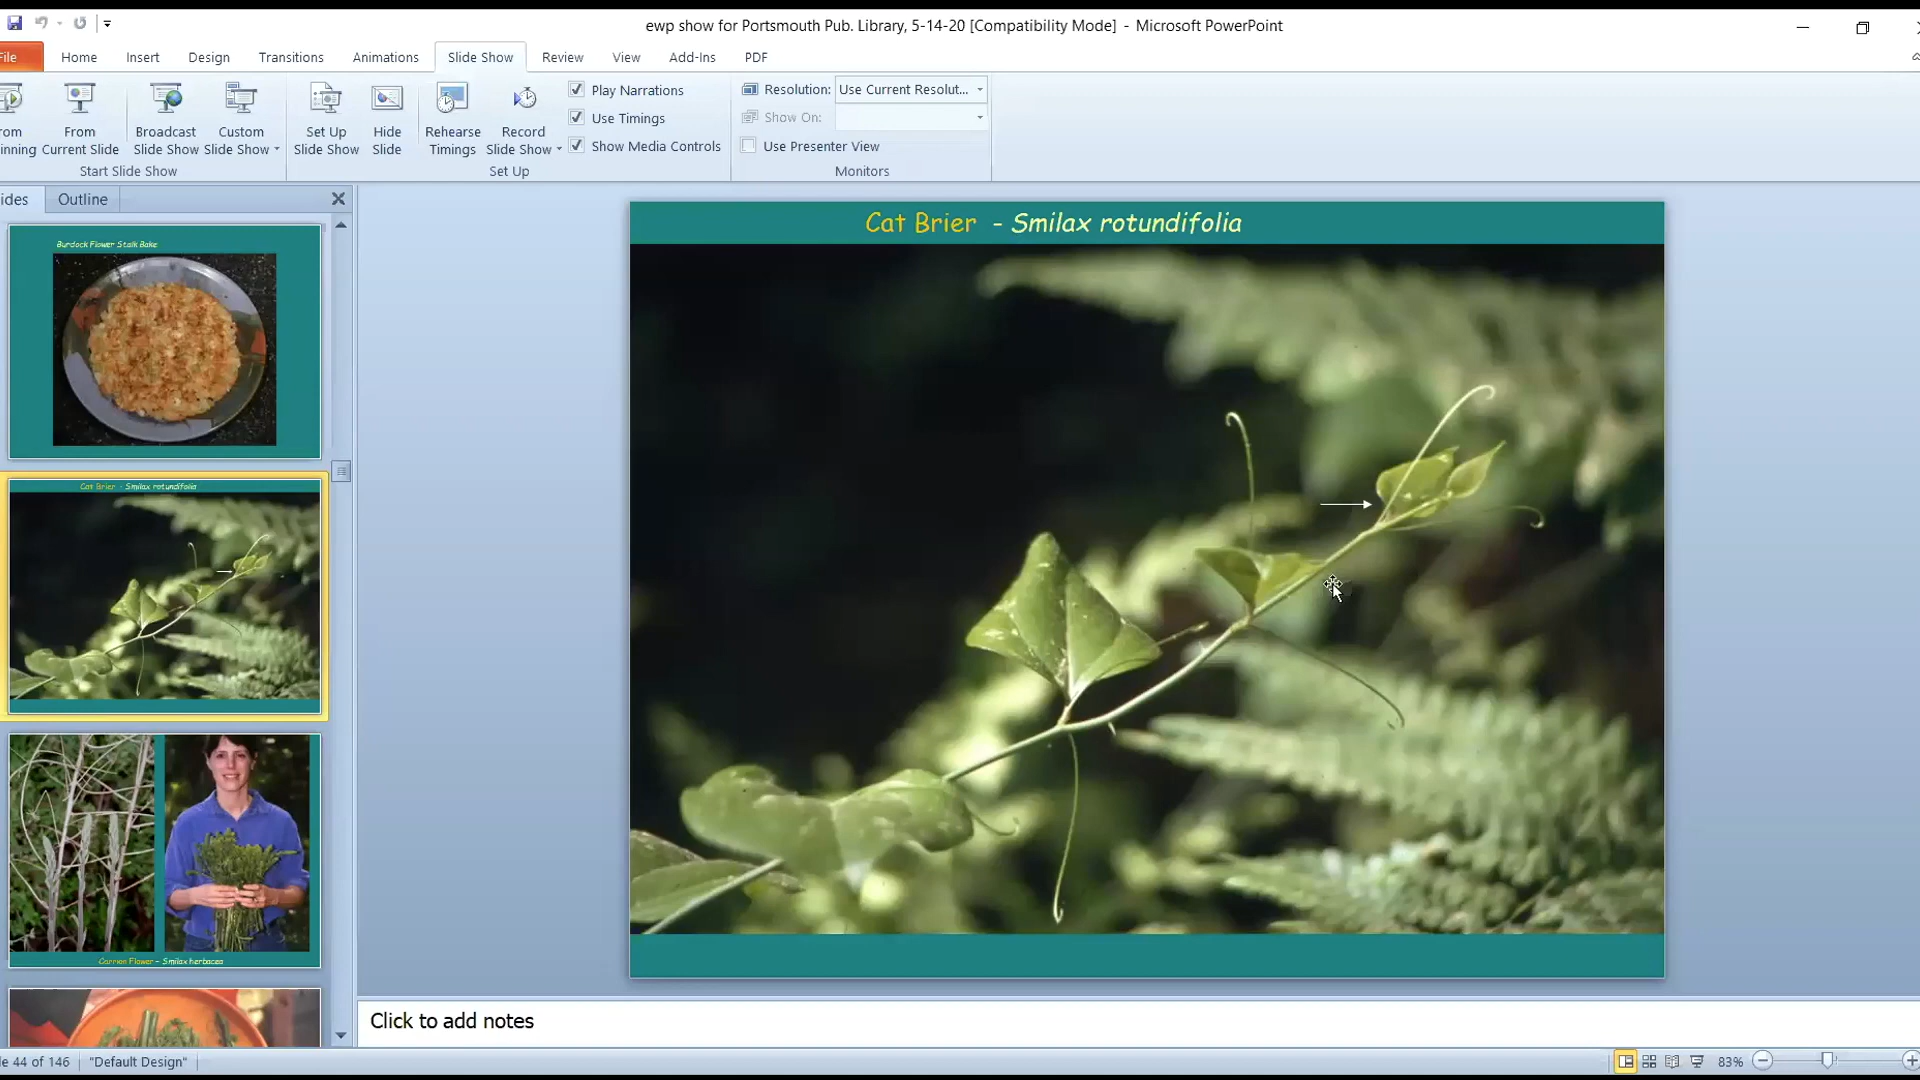 ewp show for Portsmouth Pub. Library, 5-14-20 [Compatibility Mode] - Microsoft PowerPoint
File Home Insert Design Transitions Animations Slide Show Review View Add-Ins PDF
From Current Slide
Broadcast Slide Show
Custom Slide Show
Start Slide Show
Set Up Slide Show
Hide Slide
Rehearse Timings
Record Slide Show
Play Narrations
Use Timings
Show Media Controls
Set Up
Resolution: Use Current Resolut...
Show On:
Use Presenter View
Monitors
ides Outline
Burdock Flower Stalk Bake
Cat Brier - Smilax rotundifolia
Carrion Flower - Smilax herbacea
Cat Brier - Smilax rotundifolia
Click to add notes
le 44 of 146 "Default Design" 83%